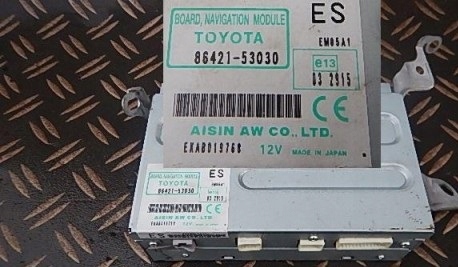 BOARD, NAVIGATION MODULE
ES
TOYOTA
86421-53030
EM05A1
e13
03 2915
CE
AISIN AW CO., LTD.
12V
MADE IN JAPAN
BOARD, NAVIGATION MODULE
ES
TOYOTA
86421-53030
AISIN AW CO., LTD.
12V